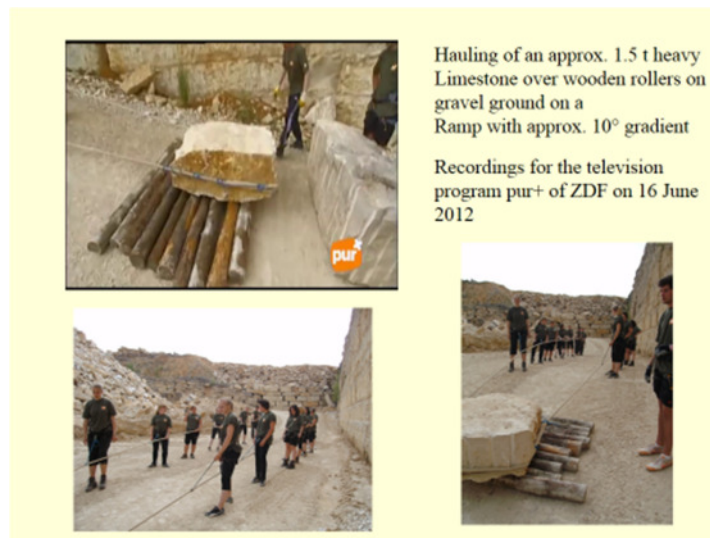 Hauling of an approx. 1.5 t heavy
Limestone over wooden rollers on
gravel ground on a
Ramp with approx. 10° gradient
Recordings for the television
program pur+ of ZDF on 16 June
2012
pur+